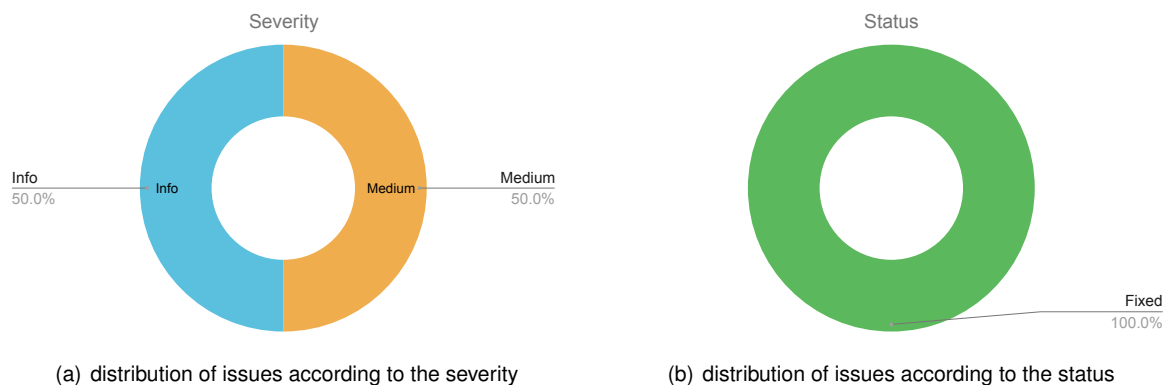 Severity
Info
50.0%
Info
Medium
Medium
50.0%
(a) distribution of issues according to the severity
Status
Fixed
100.0%
(b) distribution of issues according to the status